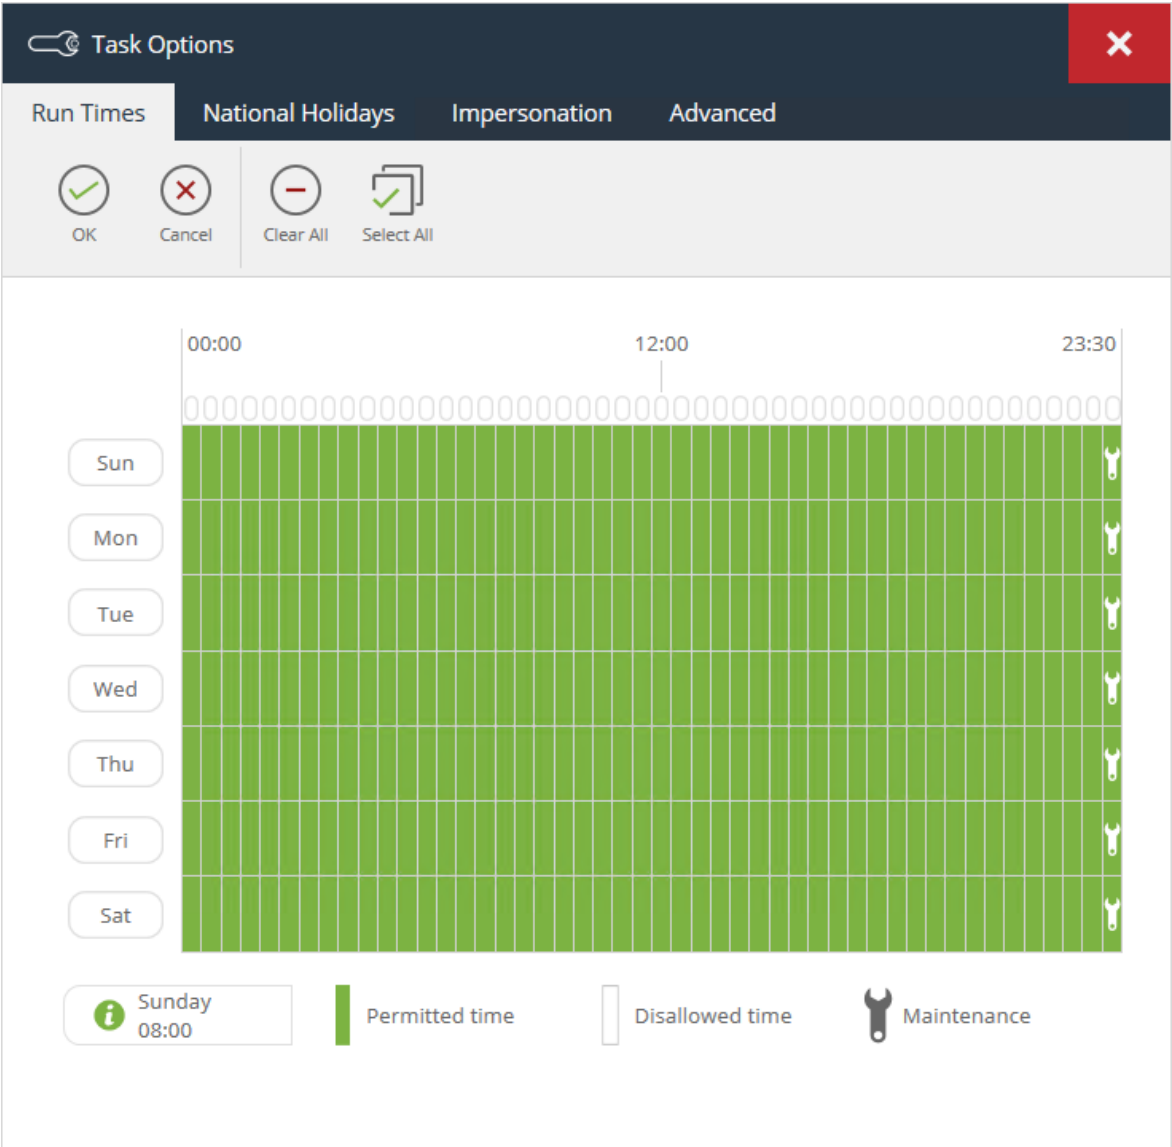 Task Options
Run Times National Holidays Impersonation Advanced
OK Cancel Clear All Select All
00:00 12:00 23:30
Sun
Mon
Tue
Wed
Thu
Fri
Sat
Sunday
08:00
Permitted time Disallowed time Maintenance